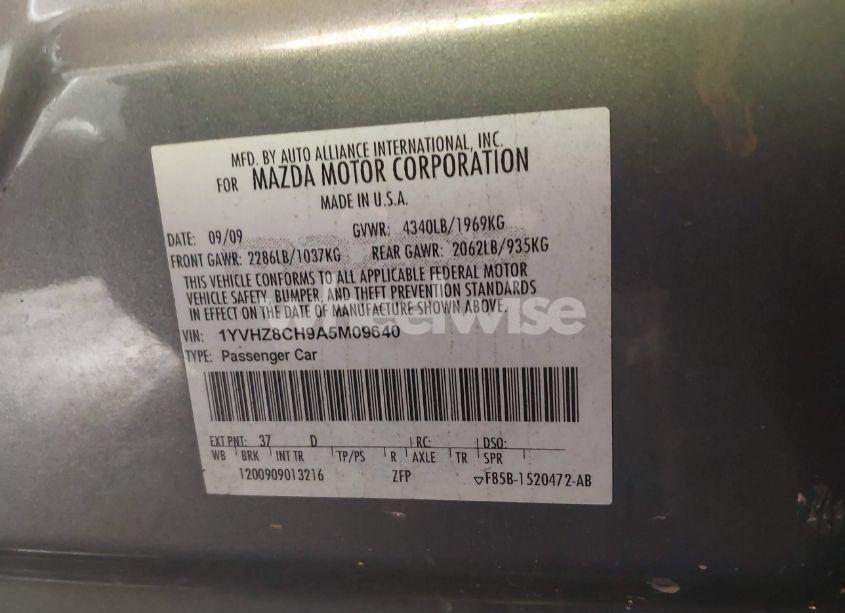 MFD. BY AUTO ALLIANCE INTERNATIONAL, INC.
FOR MAZDA MOTOR CORPORATION
MADE IN U.S.A.
DATE: 09/09 GVWR: 4340LB/1969KG
FRONT GAWR: 2286LB/1037KG REAR GAWR: 2062LB/935KG
THIS VEHICLE CONFORMS TO ALL APPLICABLE FEDERAL MOTOR
VEHICLE SAFETY, BUMPER, AND THEFT PREVENTION STANDARDS
IN EFFECT ON THE DATE OF MANUFACTURE SHOWN ABOVE.
VIN: 1YVHZ8CH9A5M09640
TYPE: Passenger Car
EXT PNT: 37 D RC: DSO:
WB BRK INT TR TP/PS R AXLE TR SPR
1200909013216 ZFP ▽F85B-1520472-AB